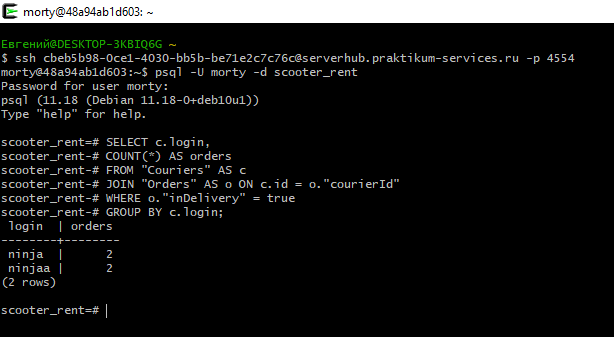 morty@48a94ab1d603: ~
Евгений@DESKTOP-3KBIQ6G ~
$ ssh cbeb5b98-0ce1-4030-bb5b-be71e2c7c76c@serverhub.praktikum-services.ru -p 4554
morty@48a94ab1d603:~$ psql -U morty -d scooter_rent
Password for user morty:
psql (11.18 (Debian 11.18-0+deb10u1))
Type "help" for help.
scooter_rent=# SELECT c.login,
scooter_rent-# COUNT(*) AS orders
scooter_rent-# FROM "Couriers" AS c
scooter_rent-# JOIN "Orders" AS o ON c.id = o."courierId"
scooter_rent-# WHERE o."inDelivery" = true
scooter_rent-# GROUP BY c.login;
 login  | orders
--------+--------
 ninja  |      2
 ninjaa |      2
(2 rows)
scooter_rent=#